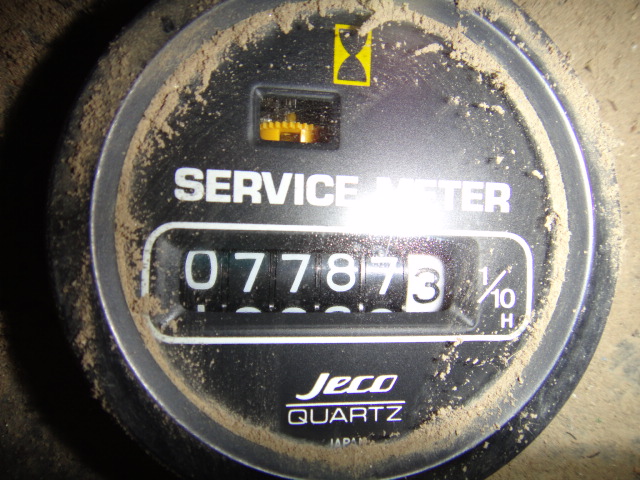 SERVICE METER
077873 1/10
H
Jeco
QUARTZ
JAPAN